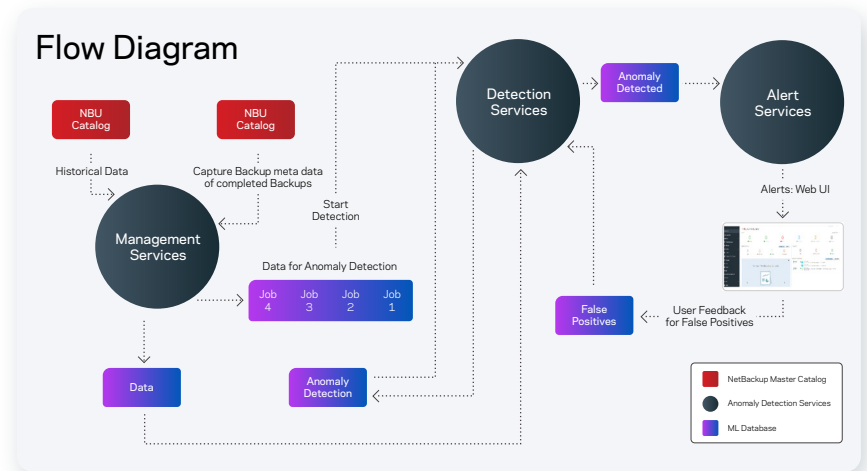 Flow Diagram
NBU
Catalog
NBU
Catalog
Historical Data
Capture Backup meta data
of completed Backups
Management
Services
Start
Detection
Data for Anomaly Detection
Job
4
Job
3
Job
2
Job
1
Data
Anomaly
Detection
Detection
Services
Anomaly
Detected
Alert
Services
Alerts: Web UI
False
Positives
User Feedback
for False Positives
NetBackup Master Catalog
Anomaly Detection Services
ML Database